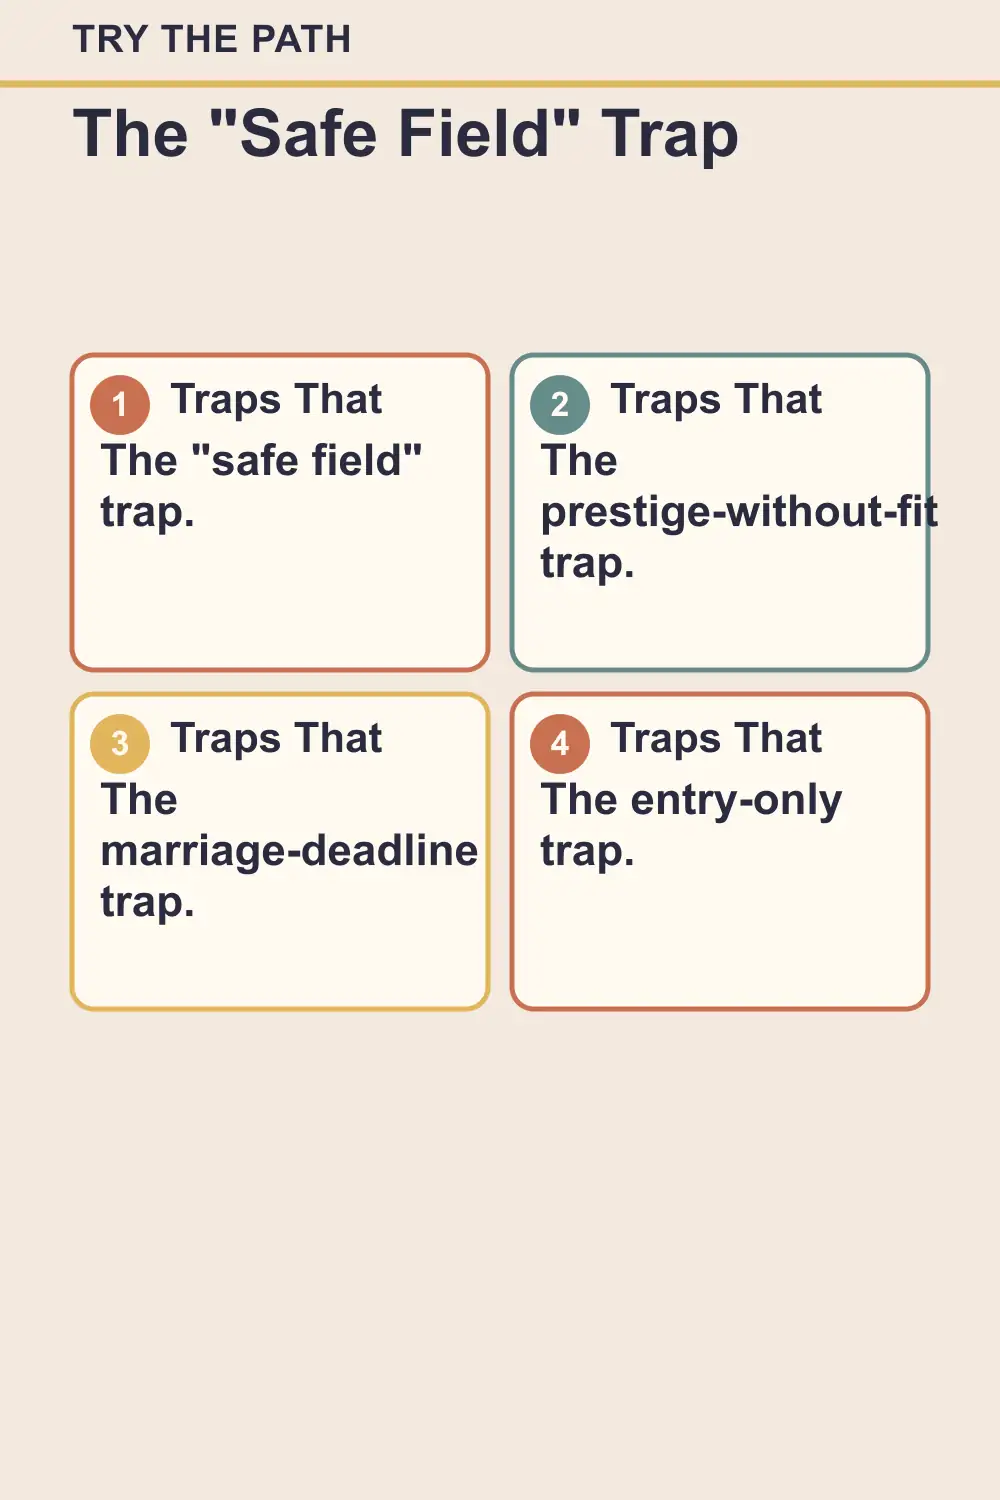 TRY THE PATH
The "Safe Field" Trap
1 Traps That
The "safe field"
trap.
2 Traps That
The
prestige-without-fit
trap.
3 Traps That
The
marriage-deadline
trap.
4 Traps That
The entry-only
trap.